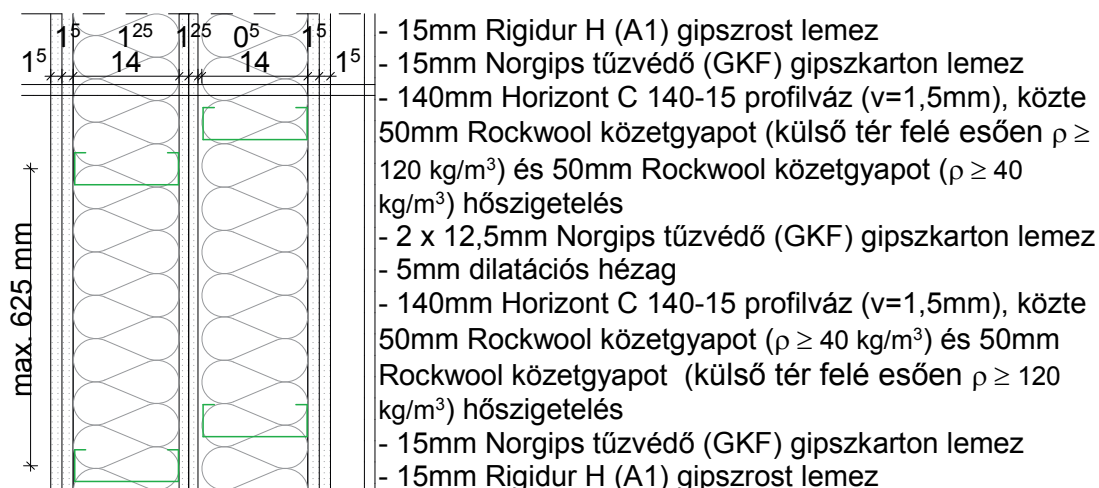 1⁵ 1²⁵ 1²⁵ 0⁵ 1⁵
1⁵ 14 14 1⁵
max. 625 mm
- 15mm Rigidur H (A1) gipszrost lemez
- 15mm Norgips tűzvédő (GKF) gipszkarton lemez
- 140mm Horizont C 140-15 profilváz (v=1,5mm), közte
50mm Rockwool közetgyapot (külső tér felé esően ρ ≥
120 kg/m³) és 50mm Rockwool közetgyapot (ρ ≥ 40
kg/m³) hőszigetelés
- 2 x 12,5mm Norgips tűzvédő (GKF) gipszkarton lemez
- 5mm dilatációs hézag
- 140mm Horizont C 140-15 profilváz (v=1,5mm), közte
50mm Rockwool közetgyapot (ρ ≥ 40 kg/m³) és 50mm
Rockwool közetgyapot (külső tér felé esően ρ ≥ 120
kg/m³) hőszigetelés
- 15mm Norgips tűzvédő (GKF) gipszkarton lemez
- 15mm Rigidur H (A1) gipszrost lemez